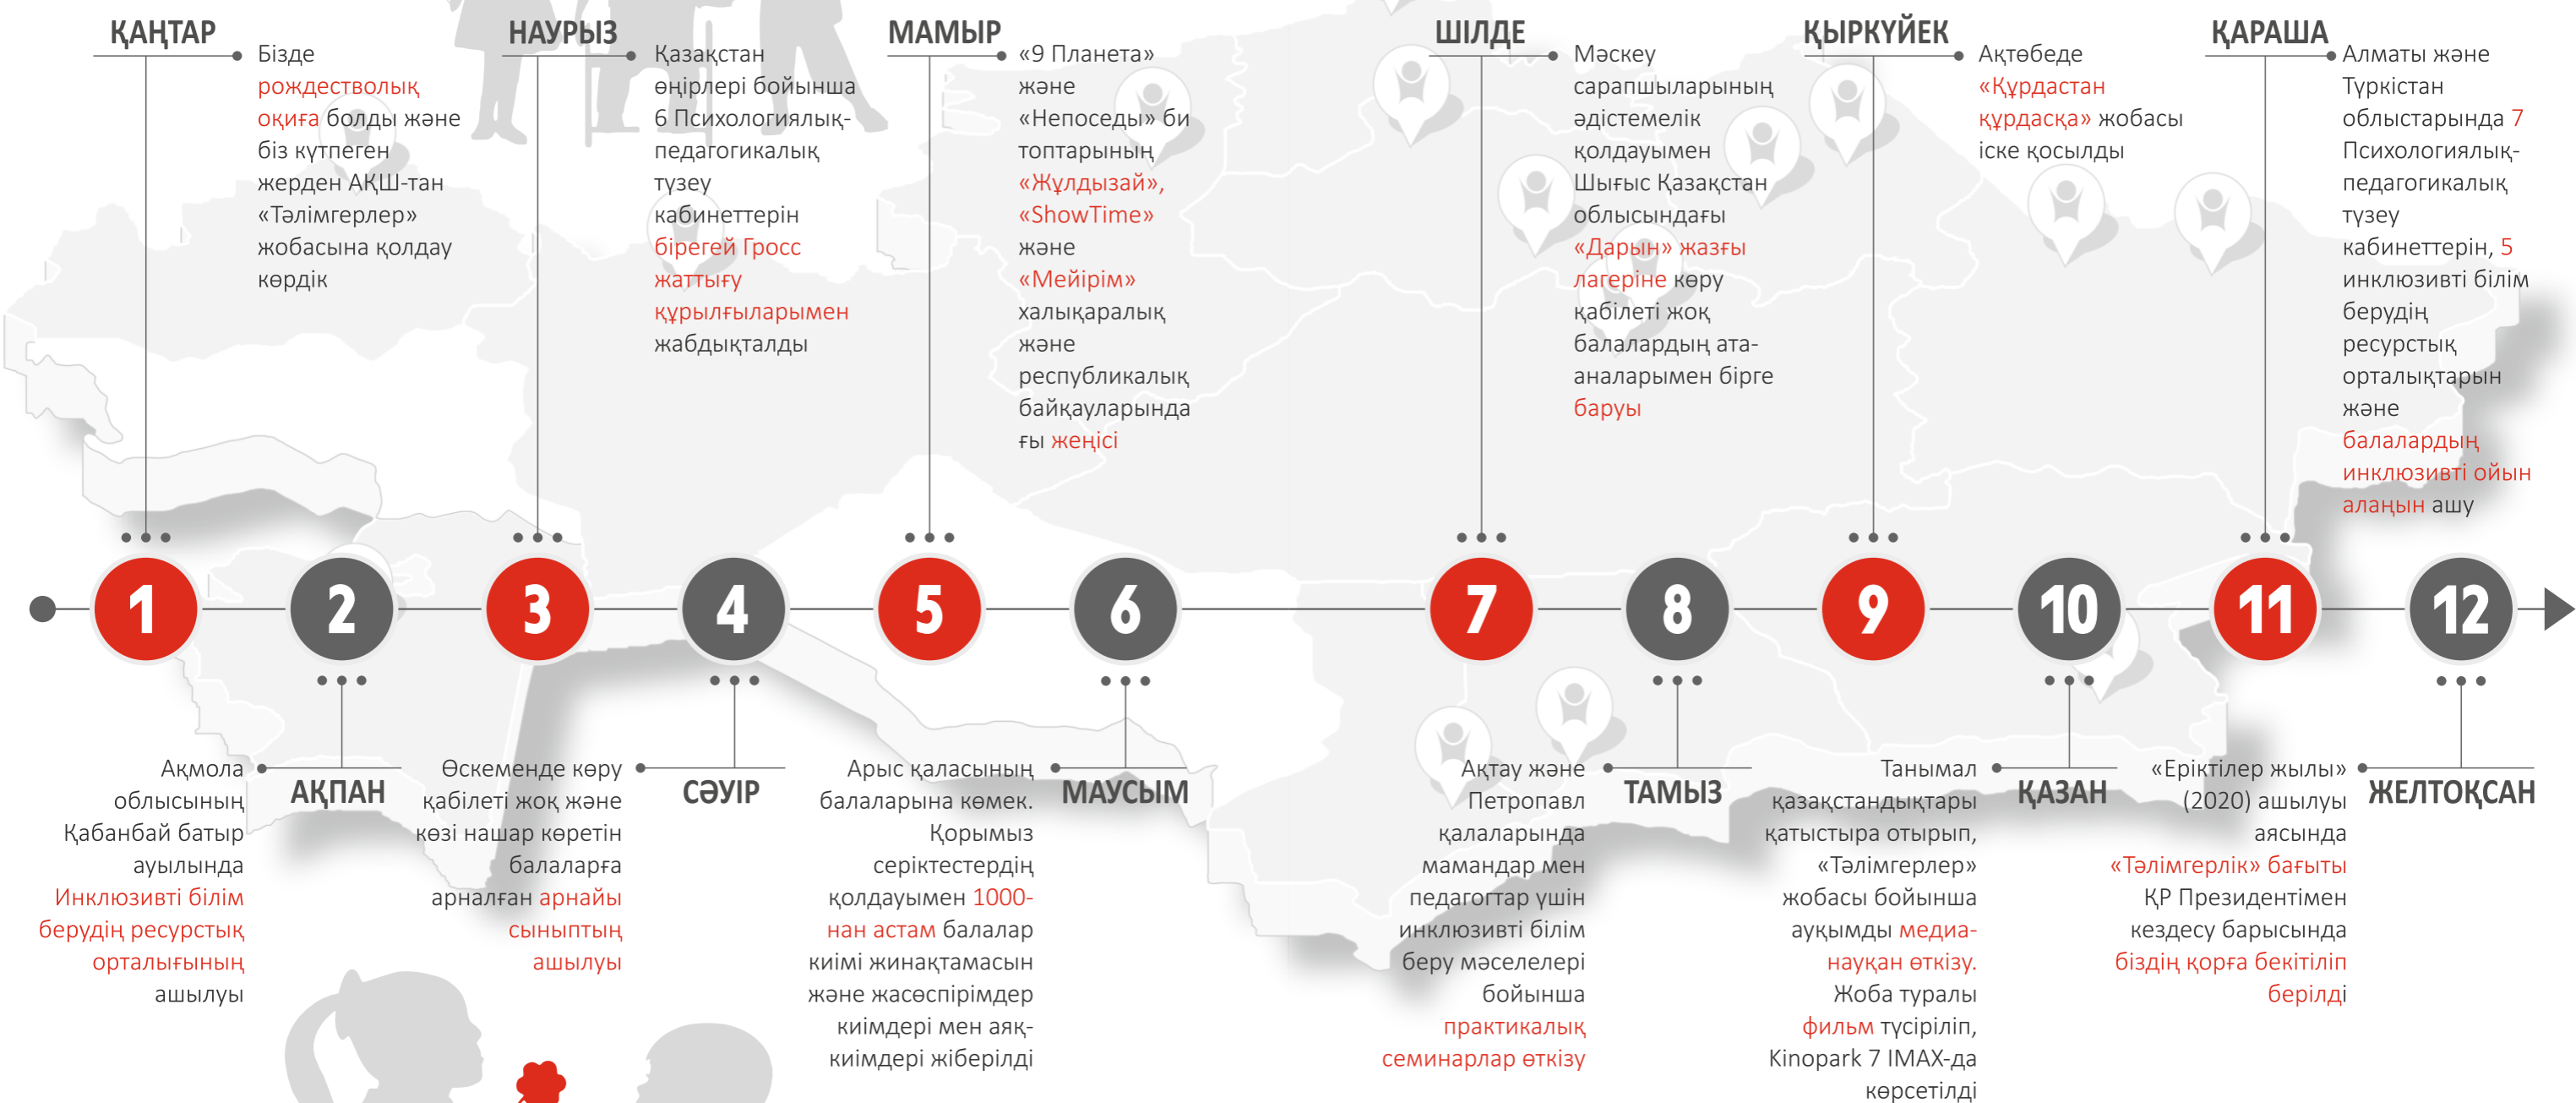 ҚАҢТАР
Бізде
рождестволық
оқиға болды және
біз күтпеген
жерден АҚШ-тан
«Тәлімгерлер»
жобасына қолдау
көрдік
НАУРЫЗ
Қазақстан
өңірлері бойынша
6 Психологиялық-
педагогикалық
түзеу
кабинеттерін
бірегей Гросс
жаттығу
құрылғыларымен
жабдықталды
МАМЫР
«9 Планета»
және
«Непоседы» би
топтарының
«Жұлдызай»,
«ShowTime»
және
«Мейірім»
халықаралық
және
республикалық
байқауларында
ғы жеңісі
ШІЛДЕ
Мәскеу
сарапшыларының
әдістемелік
қолдауымен
Шығыс Қазақстан
облысындағы
«Дарын» жазғы
лагеріне көру
қабілеті жоқ
балалардың ата-
аналарымен бірге
баруы
ҚЫРКҮЙЕК
Ақтөбеде
«Құрдастан
құрдасқа» жобасы
іске қосылды
ҚАРАША
Алматы және
Түркістан
облыстарында 7
Психологиялық-
педагогикалық
түзеу
кабинеттерін, 5
инклюзивті білім
берудің
ресурстық
орталықтарын
және
балалардың
инклюзивті ойын
алаңын ашу
1
2
3
4
5
6
7
8
9
10
11
12
Ақмола
облысының
Қабанбай батыр
ауылында
Инклюзивті білім
берудің ресурстық
орталығының
ашылуы
АҚПАН
Өскеменде көру
қабілеті жоқ және
көзі нашар көретін
балаларға
арналған арнайы
сыныптың
ашылуы
СӘУІР
Арыс қаласының
балаларына көмек.
Қорымыз
серіктестердің
қолдауымен 1000-
нан астам балалар
киімі жинақтамасын
және жасөспірімдер
киімдері мен аяқ-
киімдері жіберілді
МАУСЫМ
Ақтау және
Петропавл
қалаларында
мамандар мен
педагогтар үшін
инклюзивті білім
беру мәселелері
бойынша
практикалық
семинарлар өткізу
ТАМЫЗ
Танымал
қазақстандықтары
қатыстыра отырып,
«Тәлімгерлер»
жобасы бойынша
ауқымды медиа-
науқан өткізу.
Жоба туралы
фильм түсіріліп,
Kinopark 7 IMAX-да
көрсетілді
ҚАЗАН
«Еріктілер жылы»
(2020) ашылуы
аясында
«Тәлімгерлік» бағыты
ҚР Президентімен
кездесу барысында
біздің қорға бекітіліп
берілді
ЖЕЛТОҚСАН